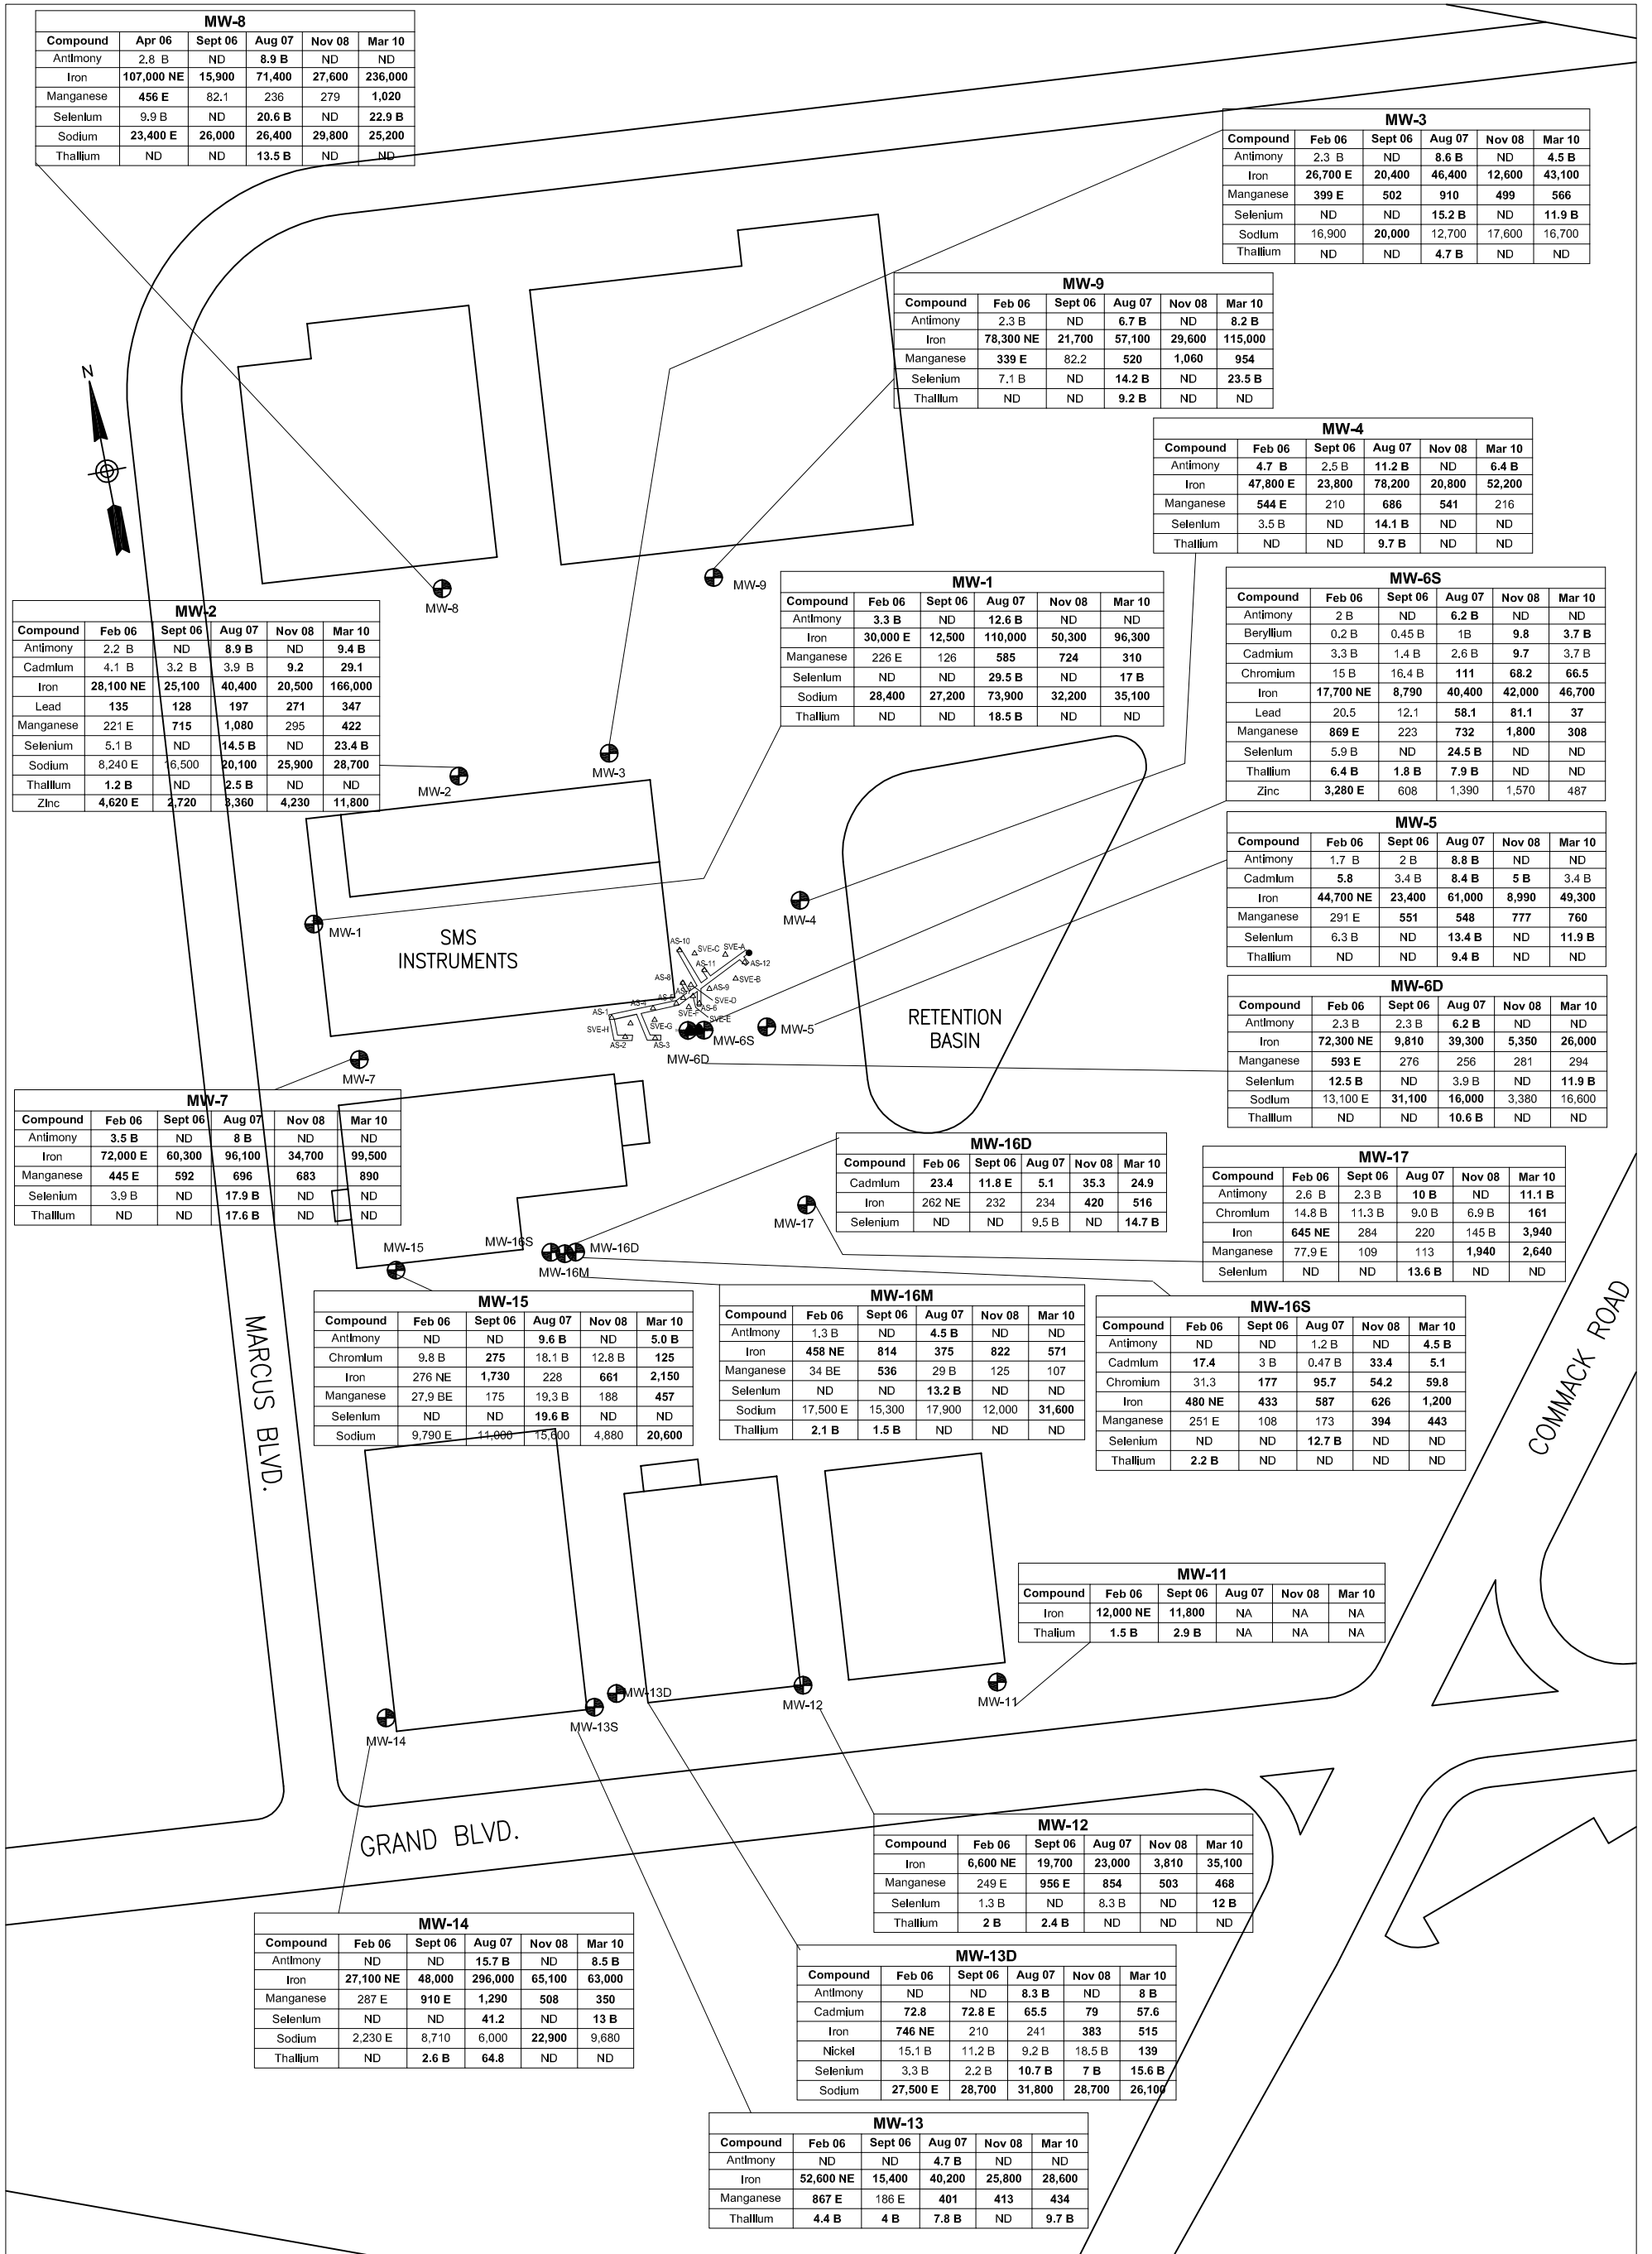 MW-8
Compound Apr 06 Sept 06 Aug 07 Nov 08 Mar 10
Antimony 2.8 B ND 8.9 B ND ND
Iron 107,000 NE 15,900 71,400 27,600 236,000
Manganese 456 E 82.1 236 279 1,020
Selenium 9.9 B ND 20.6 B ND 22.9 B
Sodium 23,400 E 26,000 26,400 29,800 25,200
Thallium ND ND 13.5 B ND ND
MW-3
Compound Feb 06 Sept 06 Aug 07 Nov 08 Mar 10
Antimony 2.3 B ND 8.6 B ND 4.5 B
Iron 26,700 E 20,400 46,400 12,600 43,100
Manganese 399 E 502 910 499 566
Selenium ND ND 15.2 B ND 11.9 B
Sodium 16,900 20,000 12,700 17,600 16,700
Thallium ND ND 4.7 B ND ND
MW-9
Compound Feb 06 Sept 06 Aug 07 Nov 08 Mar 10
Antimony 2.3 B ND 6.7 B ND 8.2 B
Iron 78,300 NE 21,700 57,100 29,600 115,000
Manganese 339 E 82.2 520 1,060 954
Selenium 7.1 B ND 14.2 B ND 23.5 B
Thallium ND ND 9.2 B ND ND
N
MW-4
Compound Feb 06 Sept 06 Aug 07 Nov 08 Mar 10
Antimony 4.7 B 2.5 B 11.2 B ND 6.4 B
Iron 47,800 E 23,800 78,200 20,800 52,200
Manganese 544 E 210 686 541 216
Selenium 3.5 B ND 14.1 B ND ND
Thallium ND ND 9.7 B ND ND
MW-8
MW-9
MW-2
Compound Feb 06 Sept 06 Aug 07 Nov 08 Mar 10
Antimony 2.2 B ND 8.9 B ND 9.4 B
Cadmium 4.1 B 3.2 B 3.9 B 9.2 29.1
Iron 28,100 NE 25,100 40,400 20,500 166,000
Lead 135 128 197 271 347
Manganese 221 E 715 1,080 295 422
Selenium 5.1 B ND 14.5 B ND 23.4 B
Sodium 8,240 E 16,500 20,100 25,900 28,700
Thallium 1.2 B ND 2.5 B ND ND
Zinc 4,620 E 2,720 3,360 4,230 11,800
MW-1
Compound Feb 06 Sept 06 Aug 07 Nov 08 Mar 10
Antimony 3.3 B ND 12.6 B ND ND
Iron 30,000 E 12,500 110,000 50,300 96,300
Manganese 226 E 126 585 724 310
Selenium ND ND 29.5 B ND 17 B
Sodium 28,400 27,200 73,900 32,200 35,100
Thallium ND ND 18.5 B ND ND
MW-6S
Compound Feb 06 Sept 06 Aug 07 Nov 08 Mar 10
Antimony 2 B ND 6.2 B ND ND
Beryllium 0.2 B 0.45 B 1B 9.8 3.7 B
Cadmium 3.3 B 1.4 B 2.6 B 9.7 3.7 B
Chromium 15 B 16.4 B 111 68.2 66.5
Iron 17,700 NE 8,790 40,400 42,000 46,700
Lead 20.5 12.1 58.1 81.1 37
Manganese 869 E 223 732 1,800 308
Selenium 5.9 B ND 24.5 B ND ND
Thallium 6.4 B 1.8 B 7.9 B ND ND
Zinc 3,280 E 608 1,390 1,570 487
MW-3
MW-2
MW-5
Compound Feb 06 Sept 06 Aug 07 Nov 08 Mar 10
Antimony 1.7 B 2 B 8.8 B ND ND
Cadmium 5.8 3.4 B 8.4 B 5 B 3.4 B
Iron 44,700 NE 23,400 61,000 8,990 49,300
Manganese 291 E 551 548 777 760
Selenium 6.3 B ND 13.4 B ND 11.9 B
Thallium ND ND 9.4 B ND ND
MW-4
MW-1
SMS
INSTRUMENTS
AS-10
SVE-C
SVE-A
AS-11
AS-12
AS-8
SVE-B
AS-9
SVE-D
AS-4
AS-6
AS-1
SVE-F
SVE-E
SVE-H
SVE-G
AS-2
AS-3
MW-6S
MW-5
MW-6D
RETENTION
BASIN
MW-6D
Compound Feb 06 Sept 06 Aug 07 Nov 08 Mar 10
Antimony 2.3 B 2.3 B 6.2 B ND ND
Iron 72,300 NE 9,810 39,300 5,350 26,000
Manganese 593 E 276 256 281 294
Selenium 12.5 B ND 3.9 B ND 11.9 B
Sodium 13,100 E 31,100 16,000 3,380 16,600
Thallium ND ND 10.6 B ND ND
MW-7
MW-7
Compound Feb 06 Sept 06 Aug 07 Nov 08 Mar 10
Antimony 3.5 B ND 8 B ND ND
Iron 72,000 E 60,300 96,100 34,700 99,500
Manganese 445 E 592 696 683 890
Selenium 3.9 B ND 17.9 B ND ND
Thallium ND ND 17.6 B ND ND
MW-16D
Compound Feb 06 Sept 06 Aug 07 Nov 08 Mar 10
Cadmium 23.4 11.8 E 5.1 35.3 24.9
Iron 262 NE 232 234 420 516
Selenium ND ND 9.5 B ND 14.7 B
MW-17
Compound Feb 06 Sept 06 Aug 07 Nov 08 Mar 10
Antimony 2.6 B 2.3 B 10 B ND 11.1 B
Chromium 14.8 B 11.3 B 9.0 B 6.9 B 161
Iron 645 NE 284 220 145 B 3,940
Manganese 77.9 E 109 113 1,940 2,640
Selenium ND ND 13.6 B ND ND
MW-17
MW-15
MW-16S
MW-16D
MW-16M
MW-15
Compound Feb 06 Sept 06 Aug 07 Nov 08 Mar 10
Antimony ND ND 9.6 B ND 5.0 B
Chromium 9.8 B 275 18.1 B 12.8 B 125
Iron 276 NE 1,730 228 661 2,150
Manganese 27.9 BE 175 19.3 B 188 457
Selenium ND ND 19.6 B ND ND
Sodium 9,790 E 11,000 15,600 4,880 20,600
MW-16M
Compound Feb 06 Sept 06 Aug 07 Nov 08 Mar 10
Antimony 1.3 B ND 4.5 B ND ND
Iron 458 NE 814 375 822 571
Manganese 34 BE 536 29 B 125 107
Selenium ND ND 13.2 B ND ND
Sodium 17,500 E 15,300 17,900 12,000 31,600
Thallium 2.1 B 1.5 B ND ND ND
MW-16S
Compound Feb 06 Sept 06 Aug 07 Nov 08 Mar 10
Antimony ND ND 1.2 B ND 4.5 B
Cadmium 17.4 3 B 0.47 B 33.4 5.1
Chromium 31.3 177 95.7 54.2 59.8
Iron 480 NE 433 587 626 1,200
Manganese 251 E 108 173 394 443
Selenium ND ND 12.7 B ND ND
Thallium 2.2 B ND ND ND ND
MARCUS BLVD.
COMMACK ROAD
MW-11
Compound Feb 06 Sept 06 Aug 07 Nov 08 Mar 10
Iron 12,000 NE 11,800 NA NA NA
Thalium 1.5 B 2.9 B NA NA NA
MW-13D
MW-12
MW-11
MW-13S
MW-14
GRAND BLVD.
MW-12
Compound Feb 06 Sept 06 Aug 07 Nov 08 Mar 10
Iron 6,600 NE 19,700 23,000 3,810 35,100
Manganese 249 E 956 E 854 503 468
Selenium 1.3 B ND 8.3 B ND 12 B
Thallium 2 B 2.4 B ND ND ND
MW-14
Compound Feb 06 Sept 06 Aug 07 Nov 08 Mar 10
Antimony ND ND 15.7 B ND 8.5 B
Iron 27,100 NE 48,000 296,000 65,100 63,000
Manganese 287 E 910 E 1,290 508 350
Selenium ND ND 41.2 ND 13 B
Sodium 2,230 E 8,710 6,000 22,900 9,680
Thallium ND 2.6 B 64.8 ND ND
MW-13D
Compound Feb 06 Sept 06 Aug 07 Nov 08 Mar 10
Antimony ND ND 8.3 B ND 8 B
Cadmium 72.8 72.8 E 65.5 79 57.6
Iron 746 NE 210 241 383 515
Nickel 15.1 B 11.2 B 9.2 B 18.5 B 139
Selenium 3.3 B 2.2 B 10.7 B 7 B 15.6 B
Sodium 27,500 E 28,700 31,800 28,700 26,100
MW-13
Compound Feb 06 Sept 06 Aug 07 Nov 08 Mar 10
Antimony ND ND 4.7 B ND ND
Iron 52,600 NE 15,400 40,200 25,800 28,600
Manganese 867 E 186 E 401 413 434
Thallium 4.4 B 4 B 7.8 B ND 9.7 B